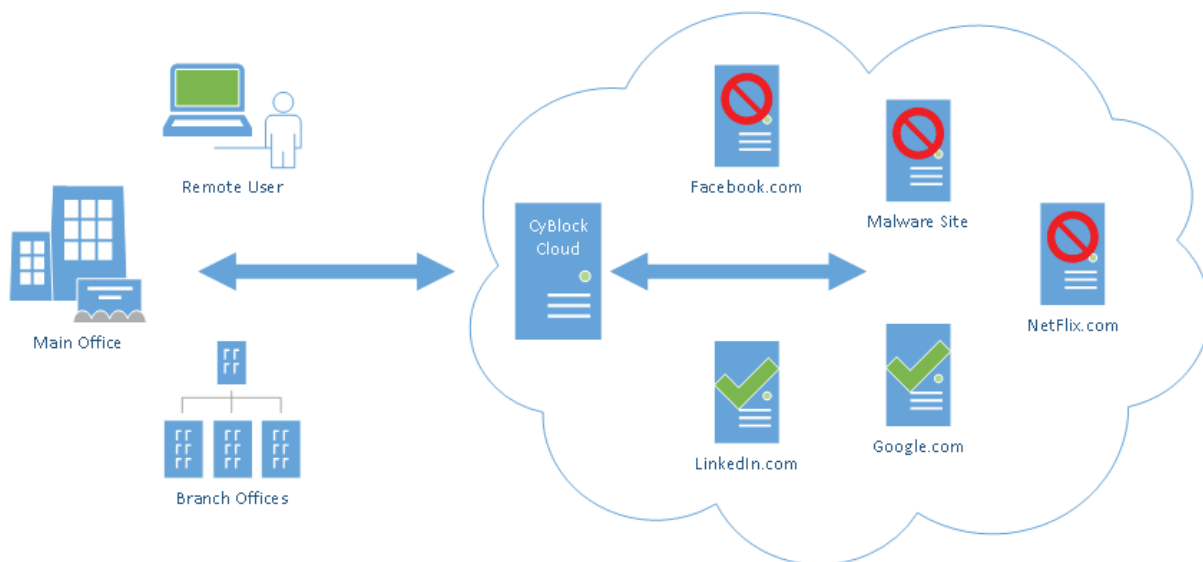 Remote User
Main Office
Branch Offices
CyBlock
Cloud
Facebook.com
Malware Site
NetFlix.com
LinkedIn.com
Google.com